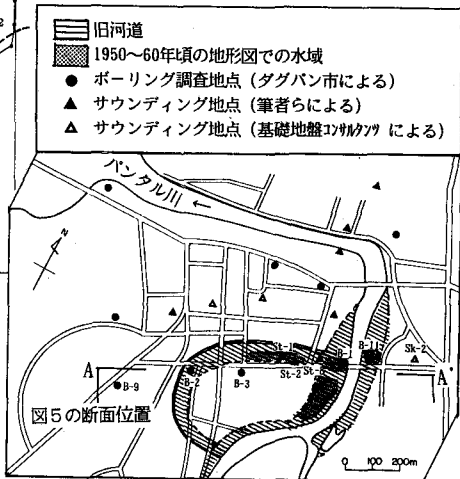 旧河道
1950～60年頃の地形図での水域
● ボーリング調査地点（ダグパン市による）
▲ サウンディング地点（筆者らによる）
△ サウンディング地点（基礎地盤コンサルタンツ による）
パンタル川 ←
N
St-1
B-1
Sk-2
A
B-2
B-3
St-2
A'
B-9
図5の断面位置
0 100 200m